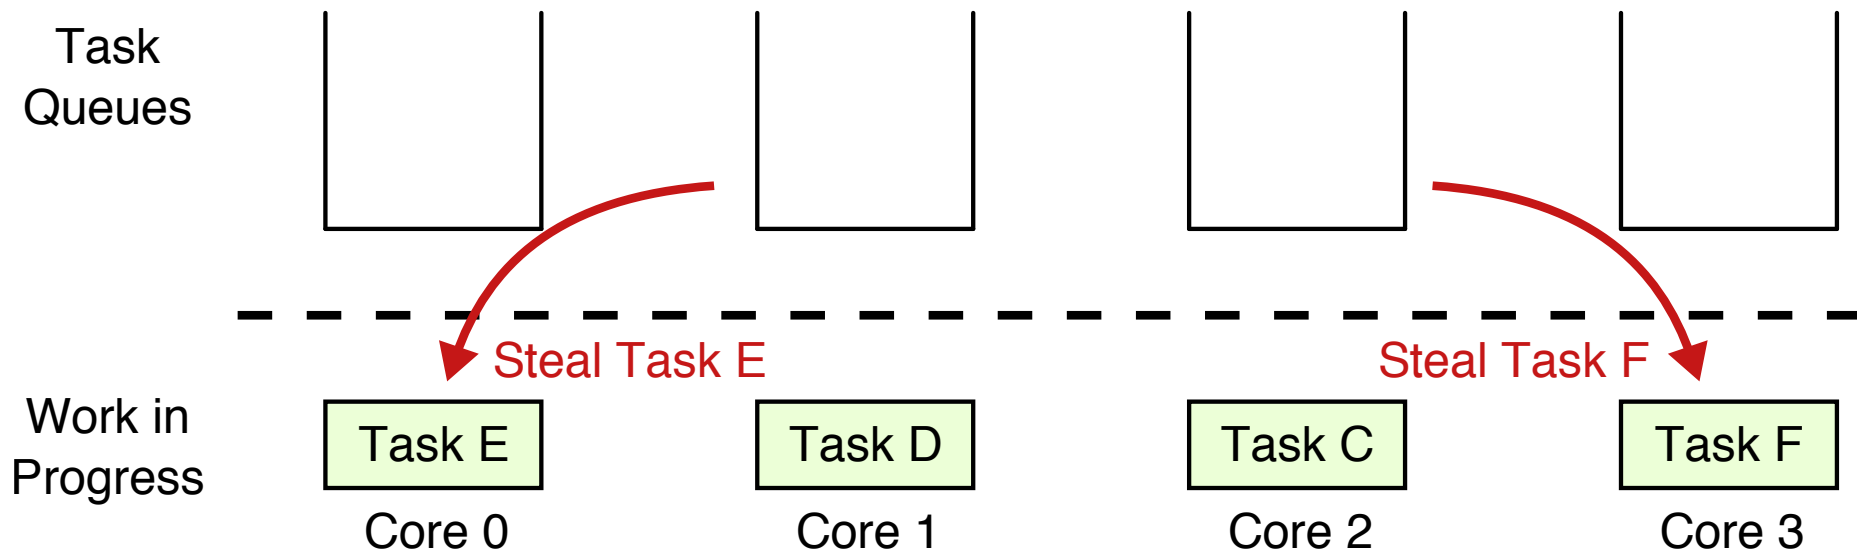 Task
Queues
Steal Task E
Steal Task F
Work in
Progress
Task E
Task D
Task C
Task F
Core 0
Core 1
Core 2
Core 3